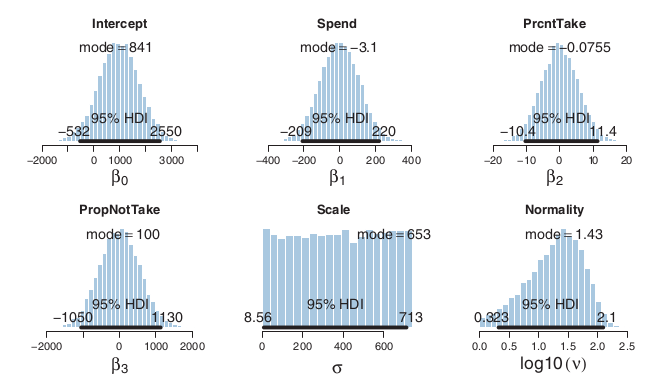 Intercept
mode = 841
95% HDI
−532 2550
−2000 0 1000 3000
β0
Spend
mode = −3.1
95% HDI
−209 220
−400 −200 0 200 400
β1
PrcntTake
mode = −0.0755
95% HDI
−10.4 11.4
−20 −10 0 10 20
β2
PropNotTake
mode = 100
95% HDI
−1050 1130
−2000 0 1000 2000
β3
Scale
mode = 653
95% HDI
8.56 713
0 200 400 600
σ
Normality
mode = 1.43
95% HDI
0.323 2.1
0.0 0.5 1.0 1.5 2.0 2.5
log10(ν)